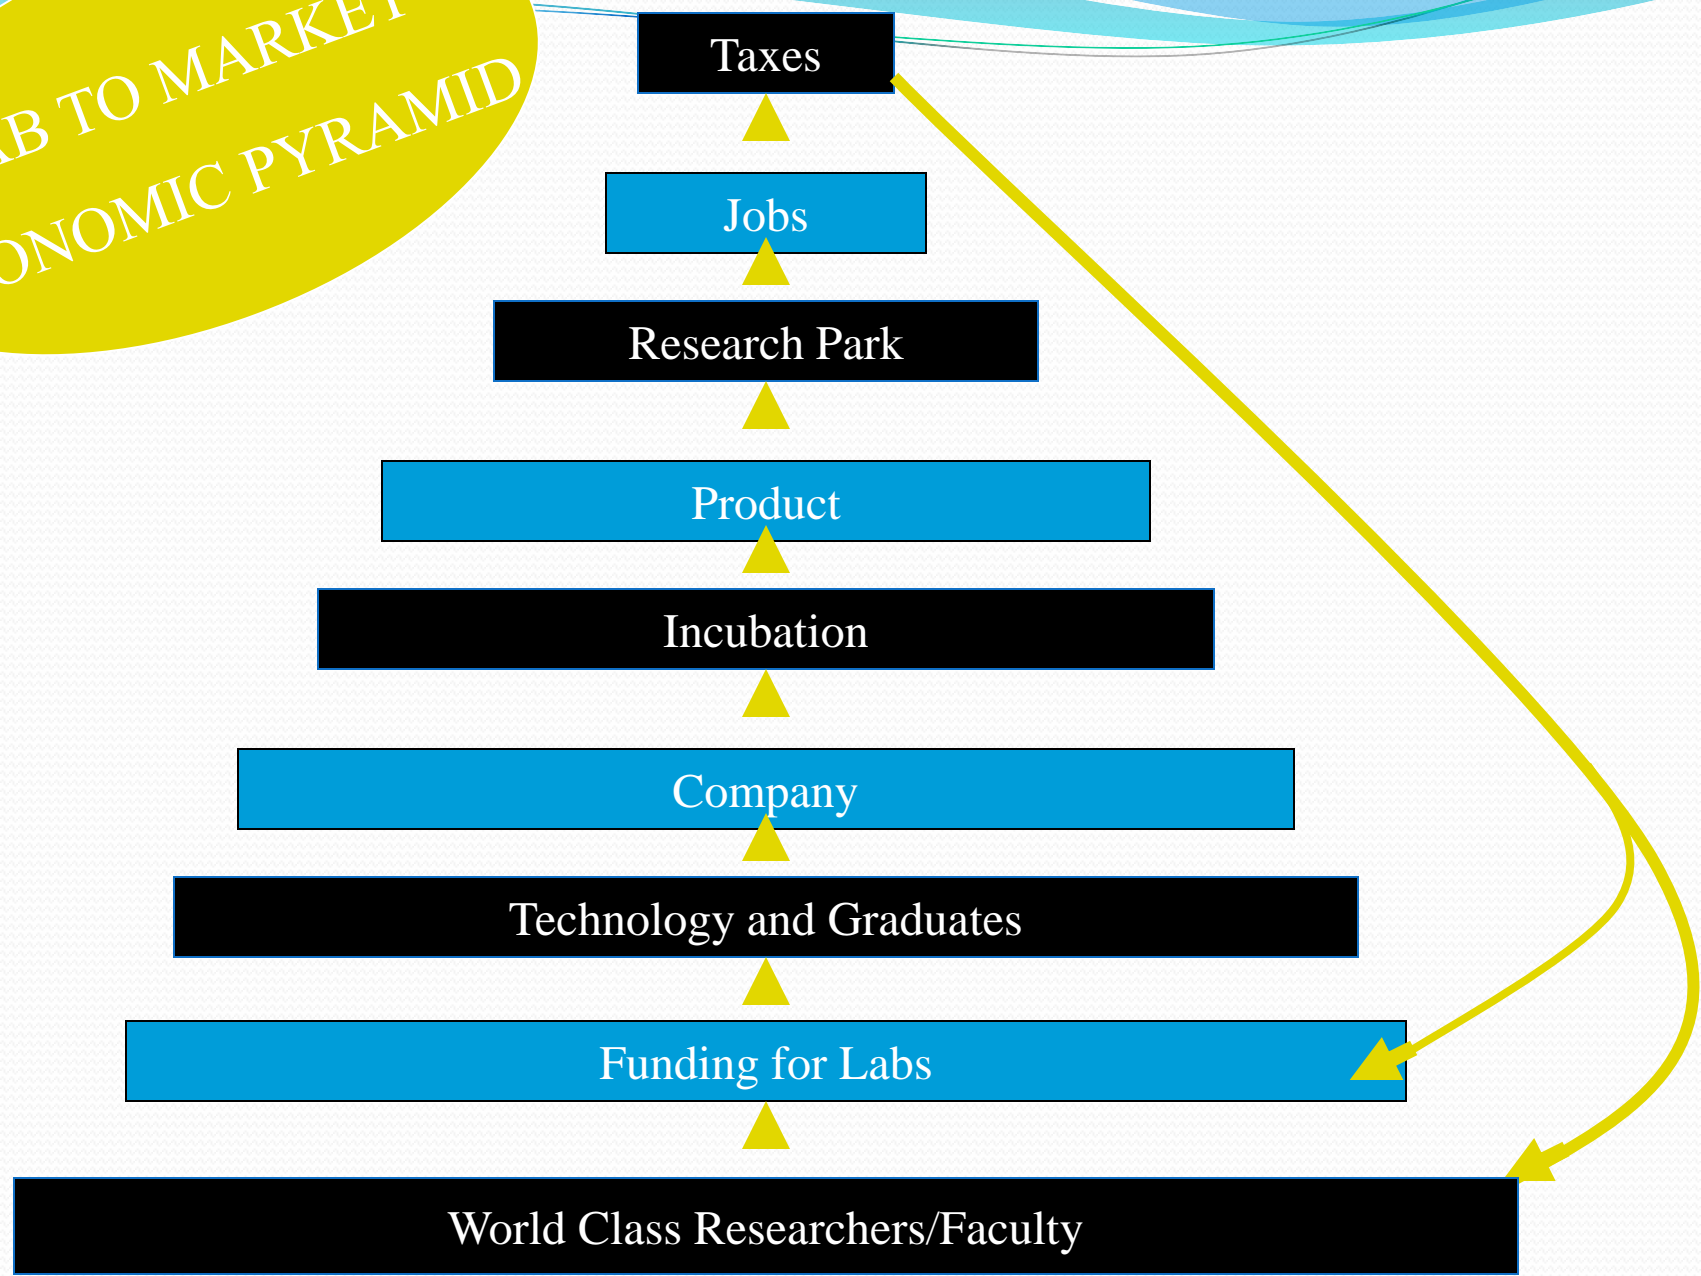 AB TO MARKET
ONOMIC PYRAMID
Taxes
Jobs
Research Park
Product
Incubation
Company
Technology and Graduates
Funding for Labs
World Class Researchers/Faculty